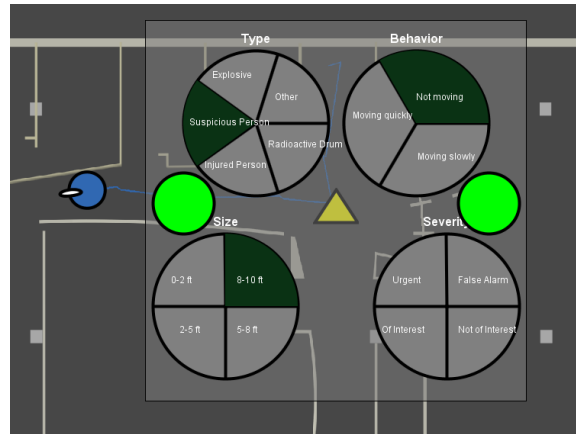 Type
Behavior
Explosive
Other
Suspicious Person
Radioactive Drum
Injured Person
Not moving
Moving quickly
Moving slowly
Size
Severity
0-2 ft
8-10 ft
2-5 ft
5-8 ft
Urgent
False Alarm
Of Interest
Not of Interest